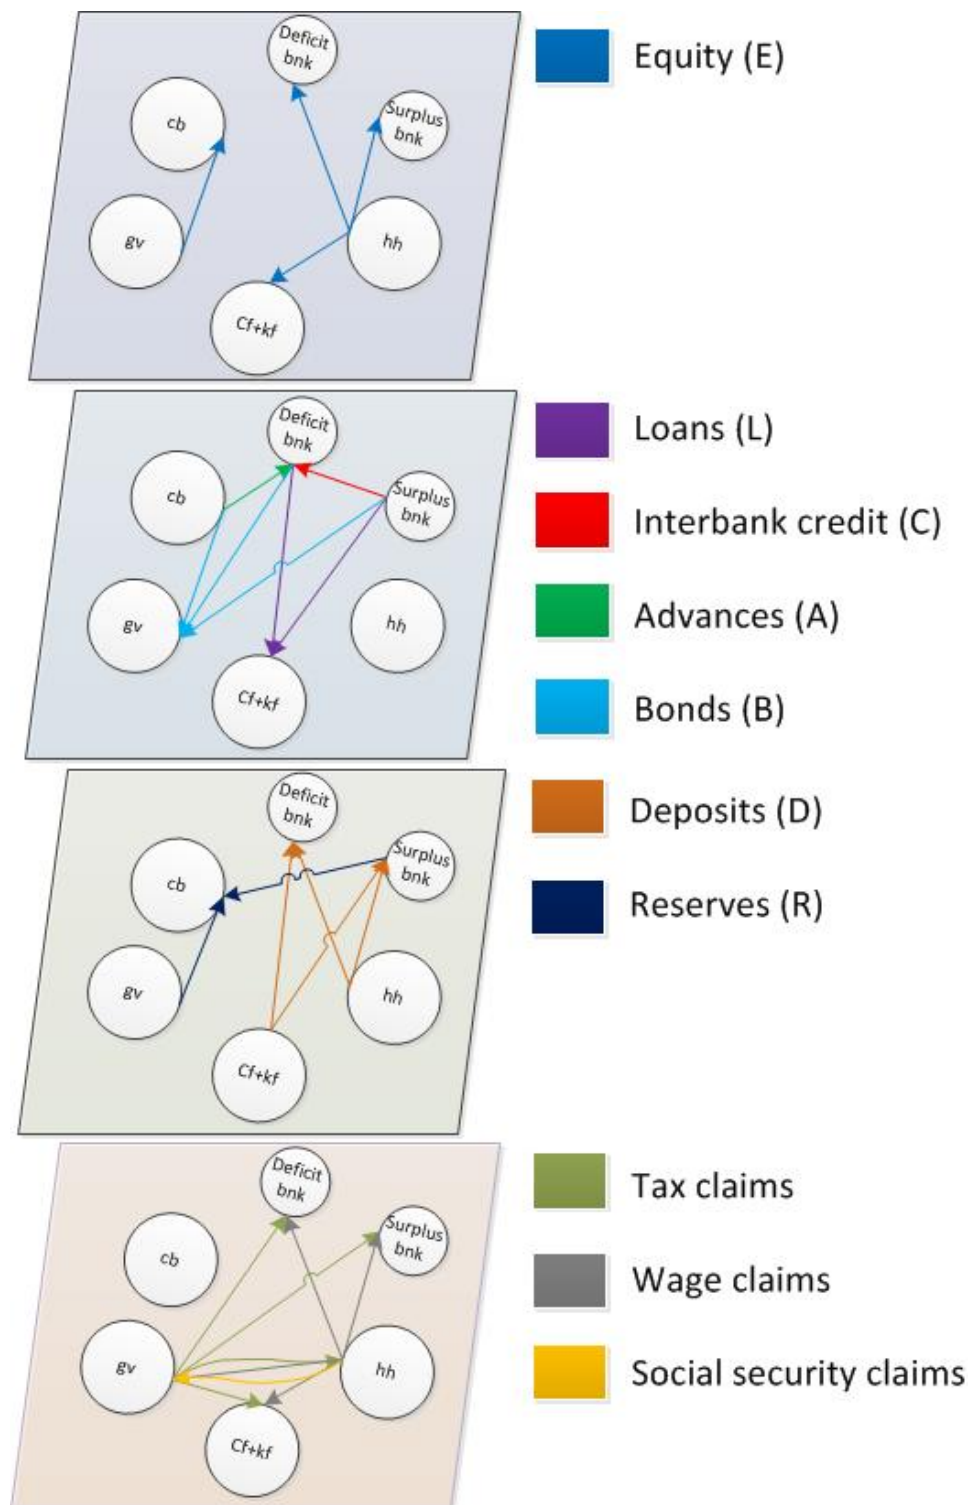 Deficit
bnk
cb
Surplus
bnk
gv
hh
Cf+kf
Equity (E)
Deficit
bnk
cb
Surplus
bnk
gv
hh
Cf+kf
Loans (L)
Interbank credit (C)
Advances (A)
Bonds (B)
Deficit
bnk
cb
Surplus
bnk
gv
hh
Cf+kf
Deposits (D)
Reserves (R)
Deficit
bnk
cb
Surplus
bnk
gv
hh
Cf+kf
Tax claims
Wage claims
Social security claims